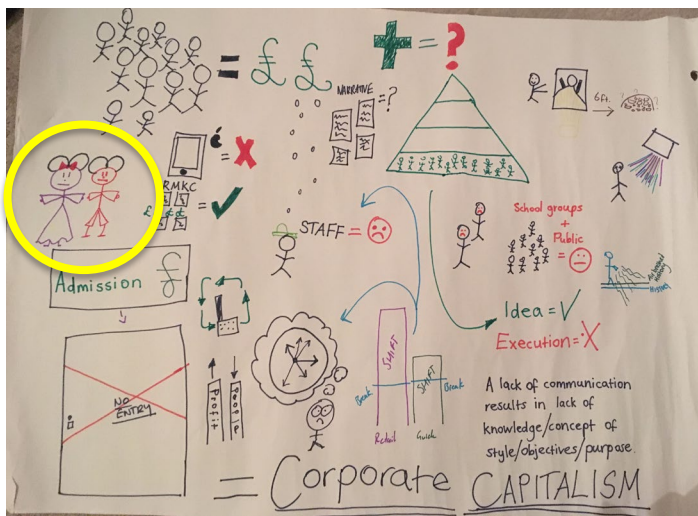 = £ £
+ = ?
NARRATIVE
= ?
6ft.
= X
RMKC
= ✓
STAFF =
School groups
+
Public
=
Admission £
Idea = ✓
Execution = X
NO
ENTRY
Profit
People
SHIFT
SHIFT
Break
Break
Retail
Guide
A lack of communication
results in lack of
knowledge/concept of
style/objectives/purpose.
= Corporate CAPITALISM